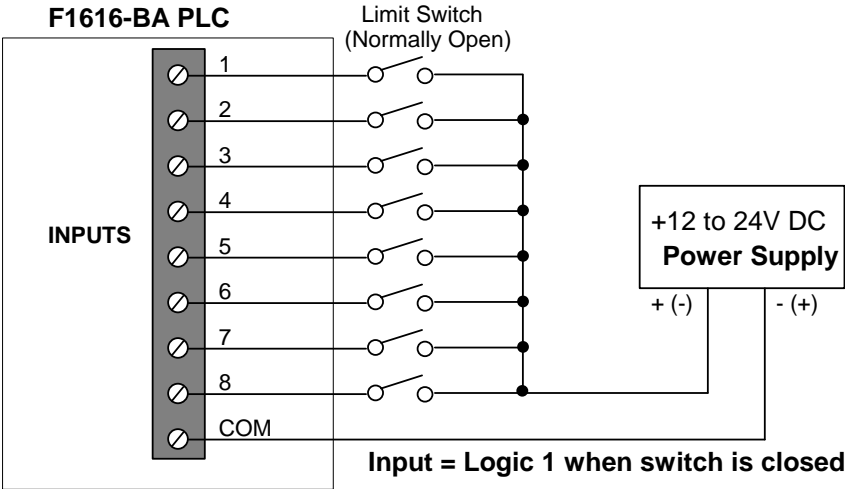 F1616-BA PLC
Limit Switch
(Normally Open)
1
2
3
4
5
6
7
8
COM
INPUTS
+12 to 24V DC
Power Supply
+ (-)
- (+)
Input = Logic 1 when switch is closed